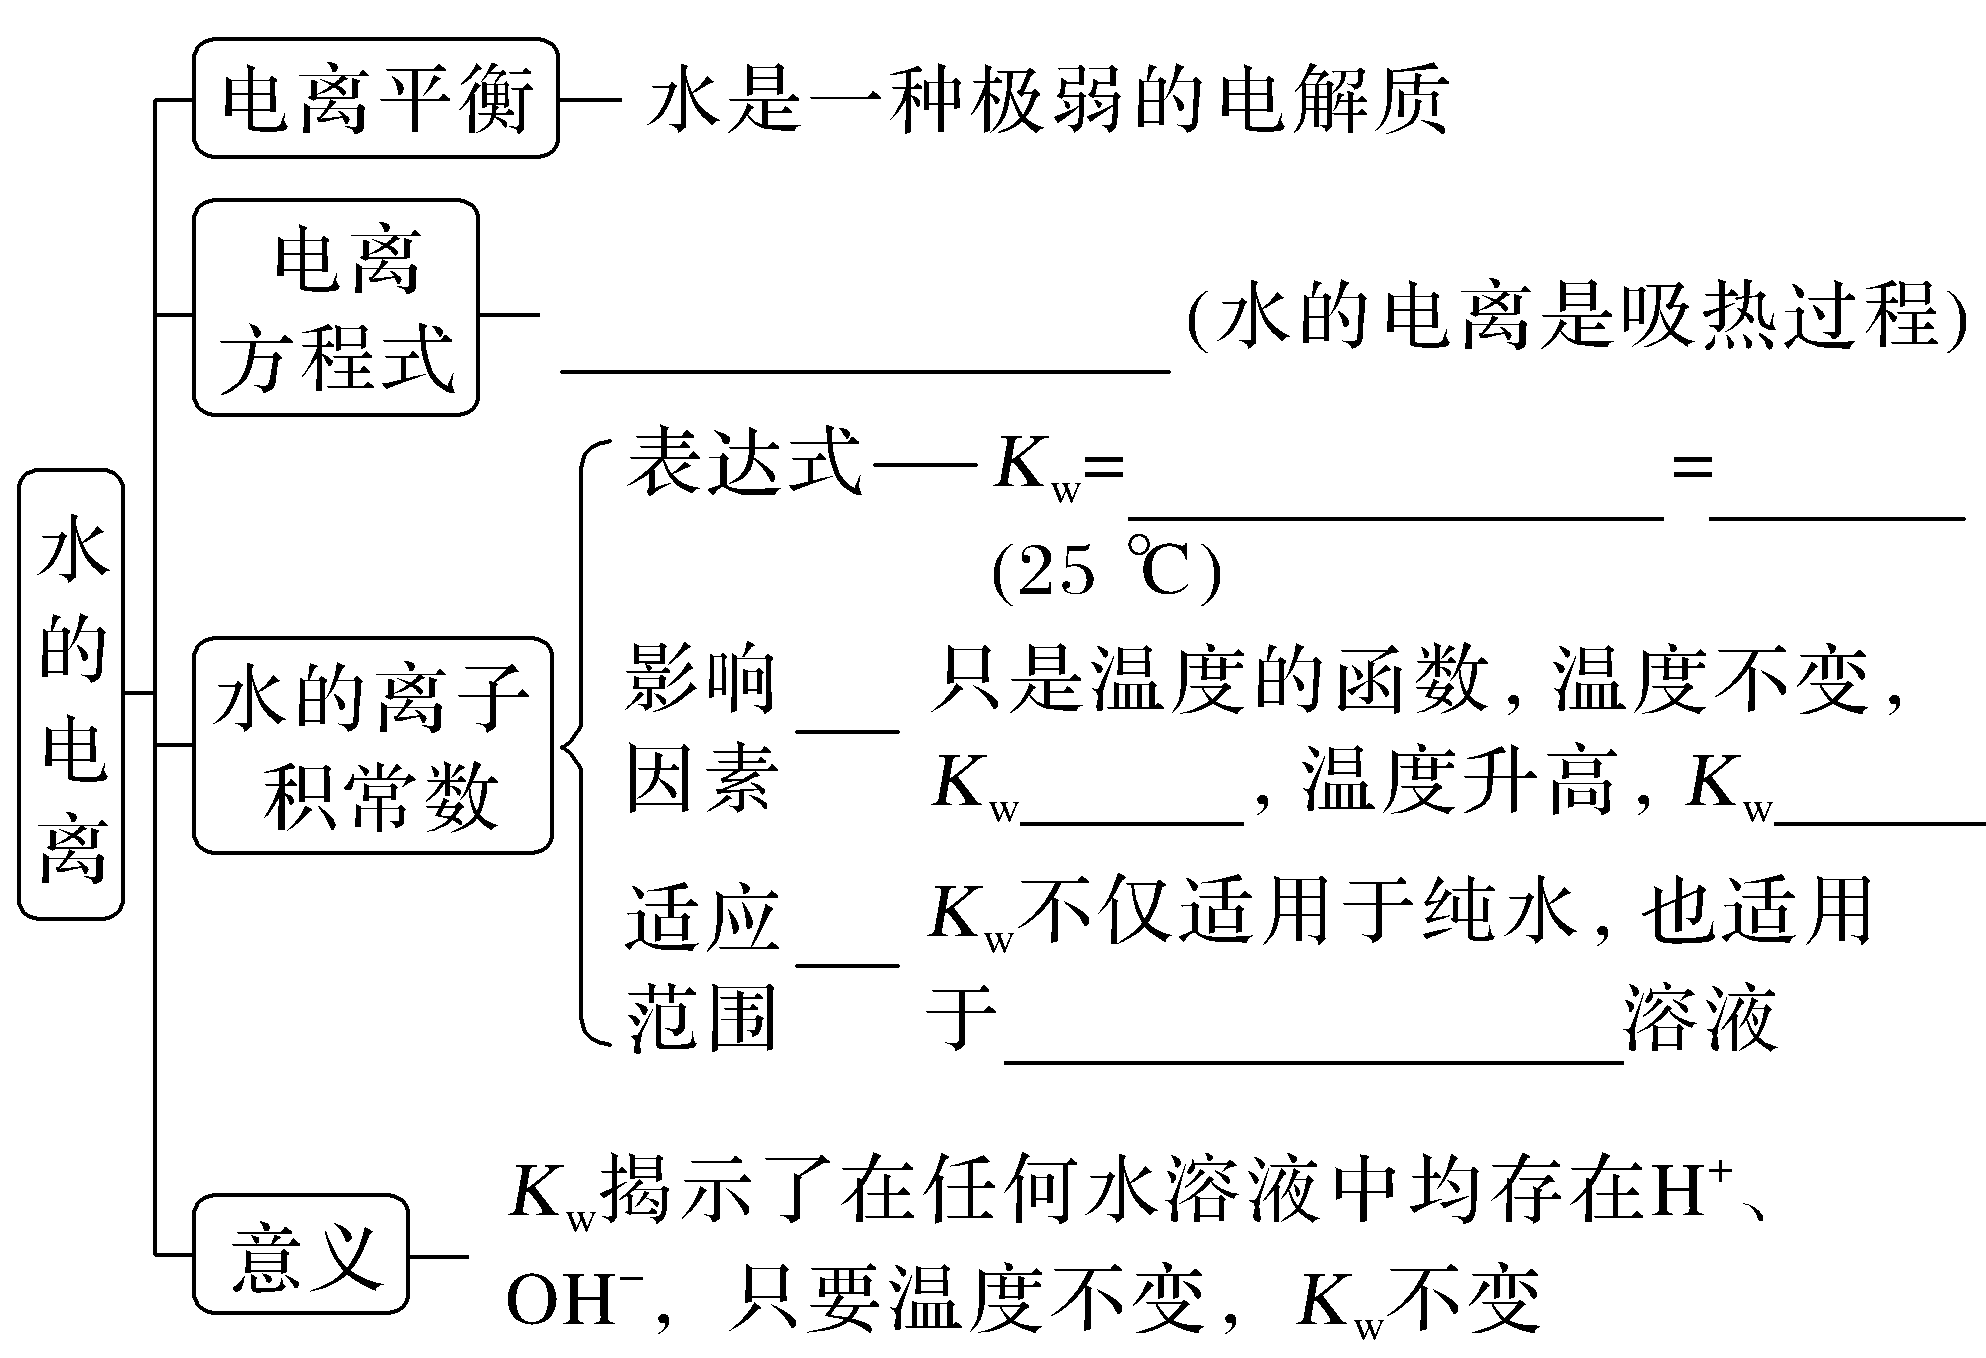 水的电离
电离平衡 水是一种极弱的电解质
电离
方程式
(水的电离是吸热过程)
水的离子
积常数
表达式 Kw= =
(25 ℃)
影响
因素
只是温度的函数，温度不变，
Kw ，温度升高，Kw
适应
范围
Kw不仅适用于纯水，也适用
于 溶液
意义
Kw揭示了在任何水溶液中均存在H⁺、
OH⁻，只要温度不变，Kw不变